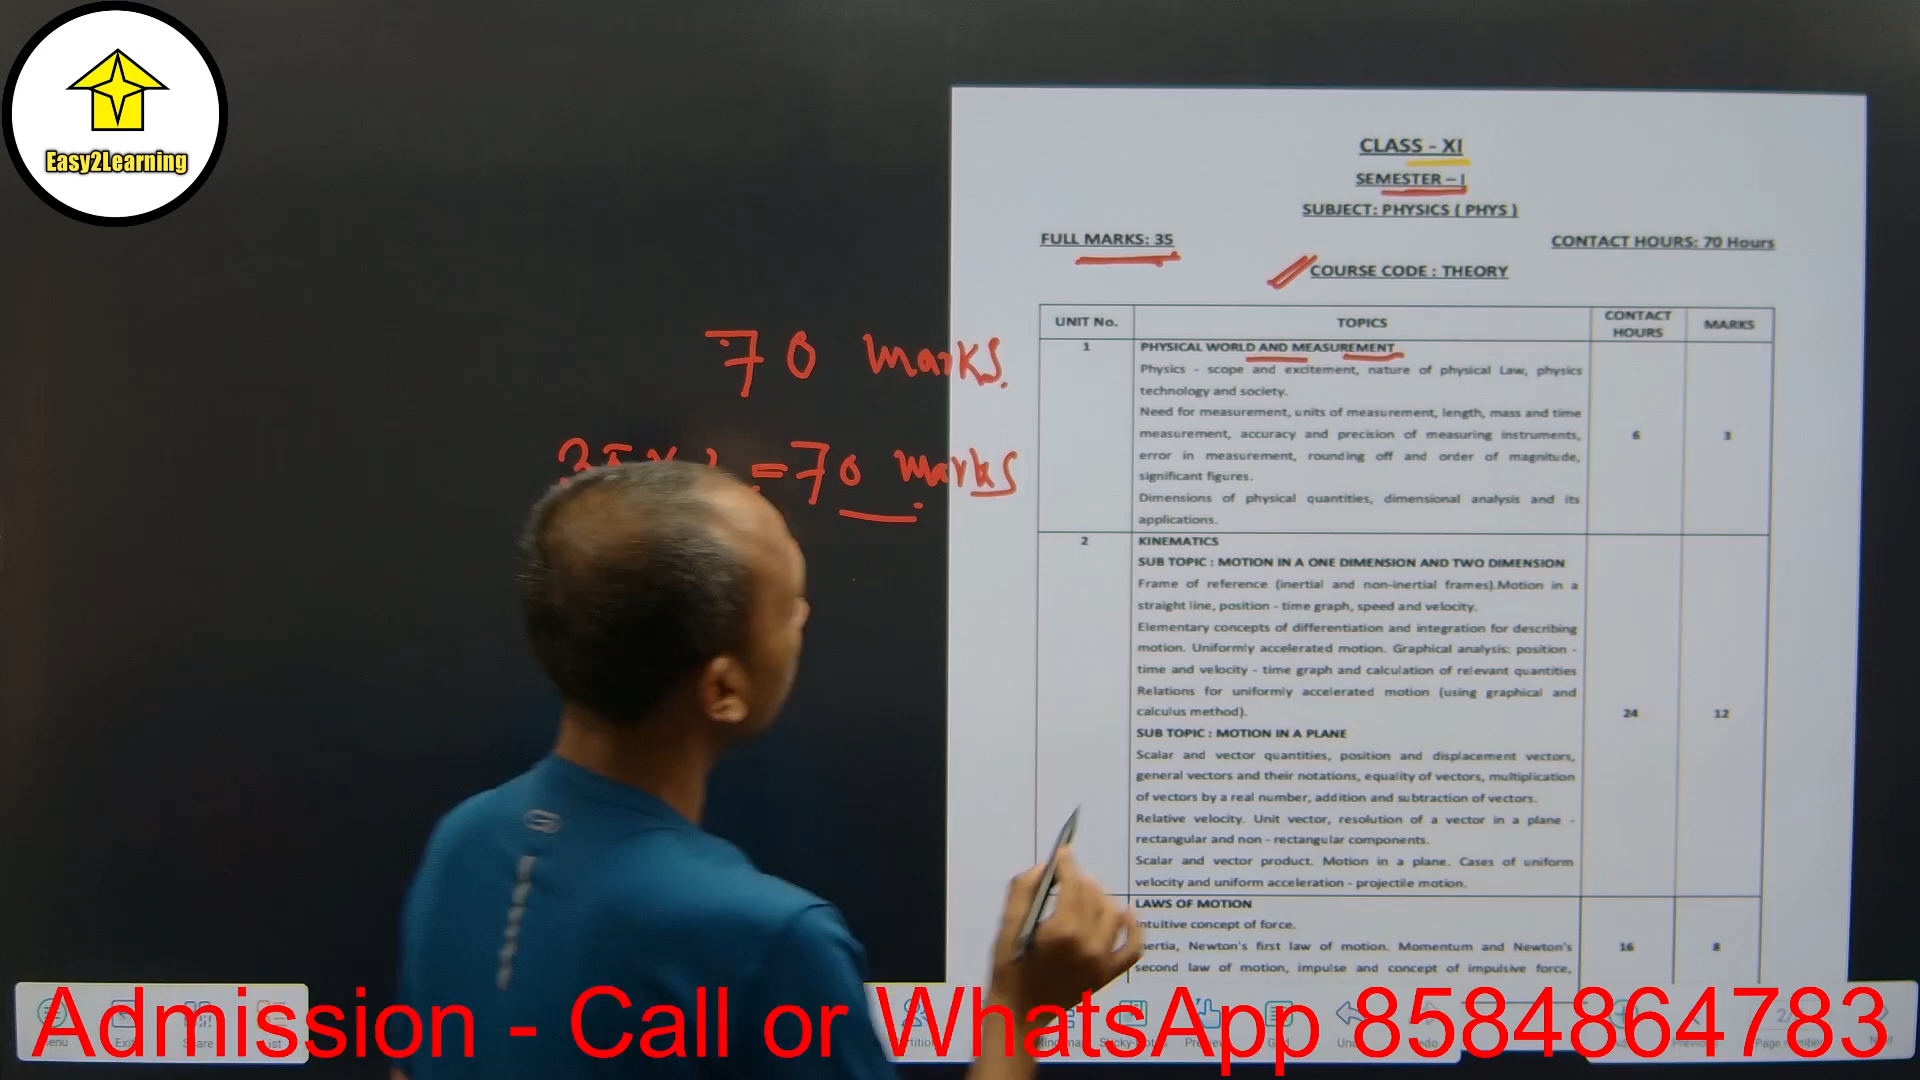 Easy2Learning
70 marks.
= 70 marks
CLASS - XI
SEMESTER – I
SUBJECT: PHYSICS ( PHYS )
FULL MARKS: 35
CONTACT HOURS: 70 Hours
COURSE CODE : THEORY
UNIT No.
TOPICS
CONTACT HOURS
MARKS
1
PHYSICAL WORLD AND MEASUREMENT
Physics - scope and excitement, nature of physical Law, physics
technology and society.
Need for measurement, units of measurement, length, mass and time
measurement, accuracy and precision of measuring instruments,
error in measurement, rounding off and order of magnitude,
significant figures.
Dimensions of physical quantities, dimensional analysis and its
applications.
6
3
2
KINEMATICS
SUB TOPIC : MOTION IN A ONE DIMENSION AND TWO DIMENSION
Frame of reference (inertial and non-inertial frames).Motion in a
straight line, position - time graph, speed and velocity.
Elementary concepts of differentiation and integration for describing
motion. Uniformly accelerated motion. Graphical analysis: position -
time and velocity - time graph and calculation of relevant quantities
Relations for uniformly accelerated motion (using graphical and
calculus method).
SUB TOPIC : MOTION IN A PLANE
Scalar and vector quantities, position and displacement vectors,
general vectors and their notations, equality of vectors, multiplication
of vectors by a real number, addition and subtraction of vectors.
Relative velocity. Unit vector, resolution of a vector in a plane -
rectangular and non - rectangular components.
Scalar and vector product. Motion in a plane. Cases of uniform
velocity and uniform acceleration - projectile motion.
24
12
LAWS OF MOTION
Intuitive concept of force.
Newton's first law of motion. Momentum and Newton's
second law of motion, impulse and concept of impulsive force,
16
8
Admission - Call or WhatsApp 8584864783